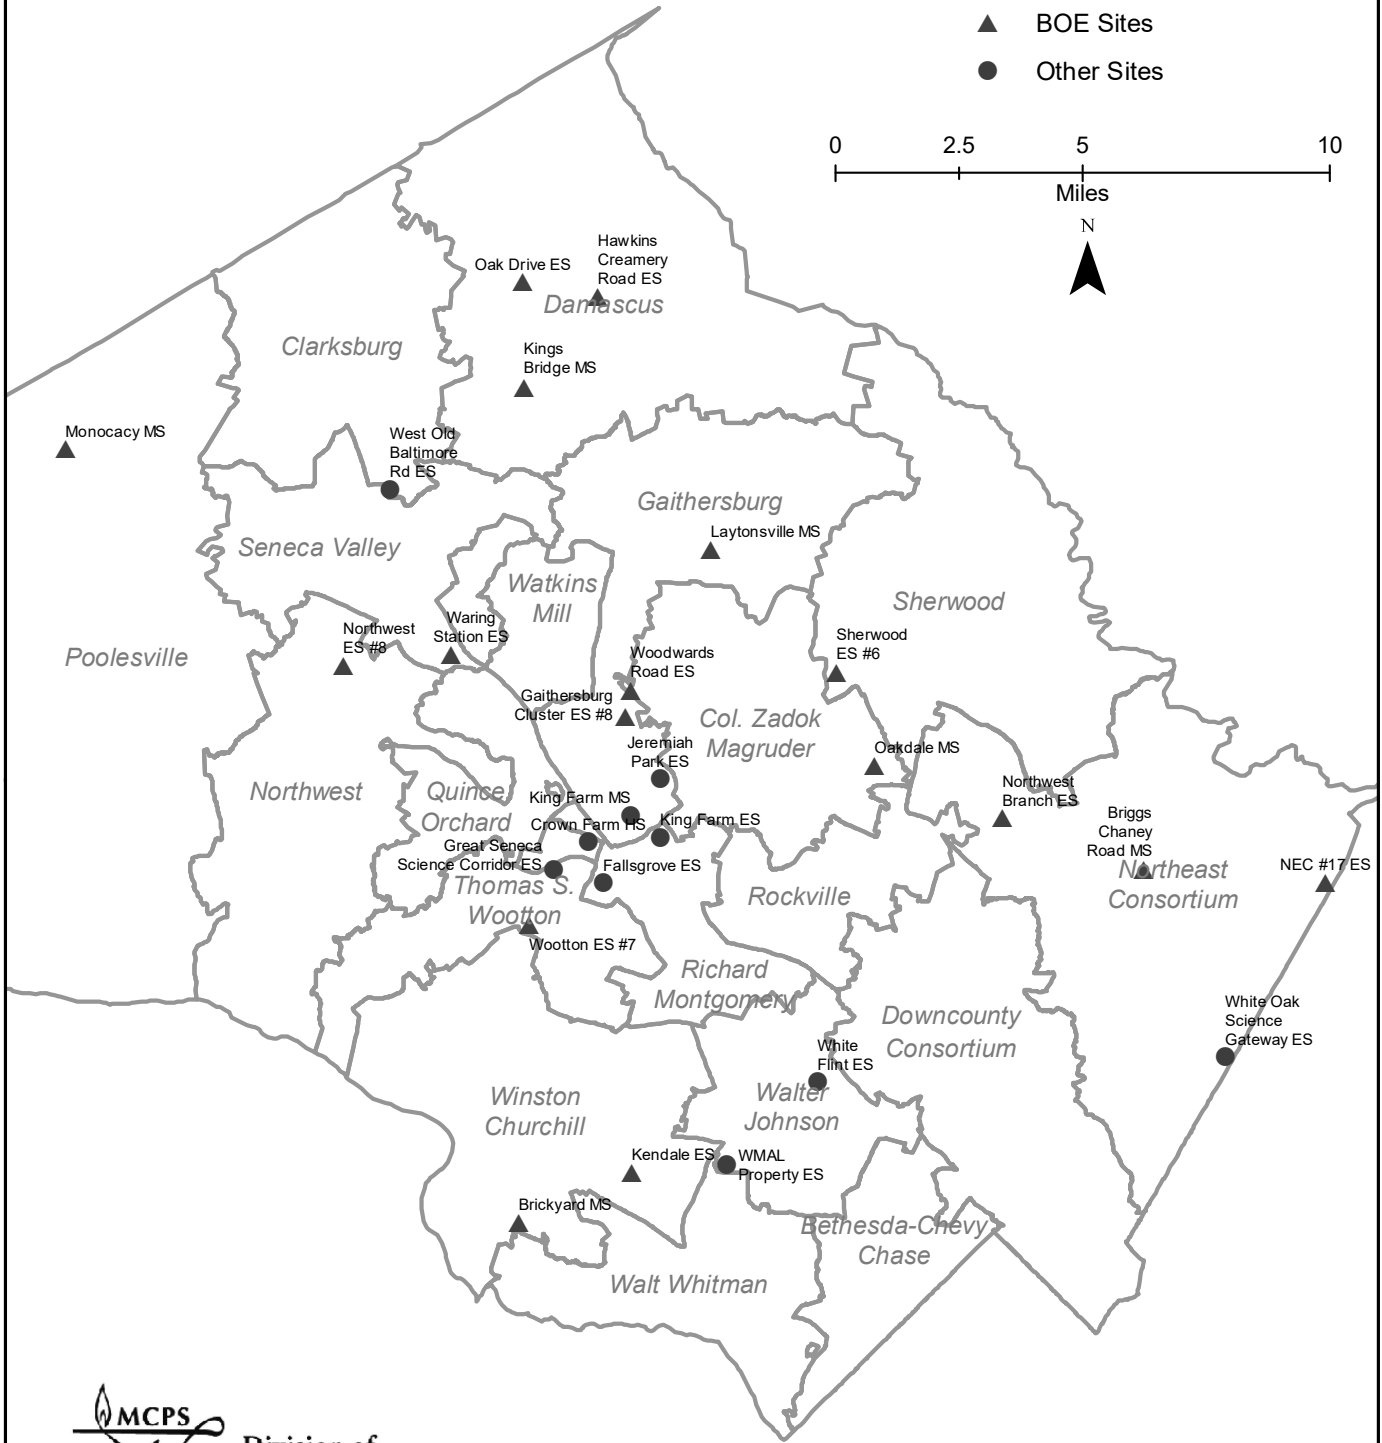 BOE Sites
Other Sites
0 2.5 5 10
Miles
N
Hawkins
Creamery
Road ES
Oak Drive ES
Damascus
Clarksburg
Kings
Bridge MS
Monocacy MS
West Old
Baltimore
Rd ES
Gaithersburg
Laytonsville MS
Seneca Valley
Watkins
Mill
Sherwood
Waring
Station ES
Northwest
ES #8
Sherwood
ES #6
Poolesville
Woodwards
Road ES
Gaithersburg
Cluster ES #8
Col. Zadok
Magruder
Jeremiah
Park ES
Oakdale MS
Northwest
Branch ES
Northwest
Quince
Orchard
King Farm MS
Crown Farm HS
King Farm ES
Briggs
Chaney
Road MS
Great Seneca
Science Corridor ES
Fallsgrove ES
NEC #17 ES
Northeast
Consortium
Thomas S.
Wootton
Rockville
Wootton ES #7
Richard
Montgomery
Downcounty
Consortium
White Oak
Science
Gateway ES
White
Flint ES
Walter
Johnson
Winston
Churchill
Kendale ES
WMAL
Property ES
Brickyard MS
Bethesda-Chevy
Chase
Walt Whitman
MCPS
Division of